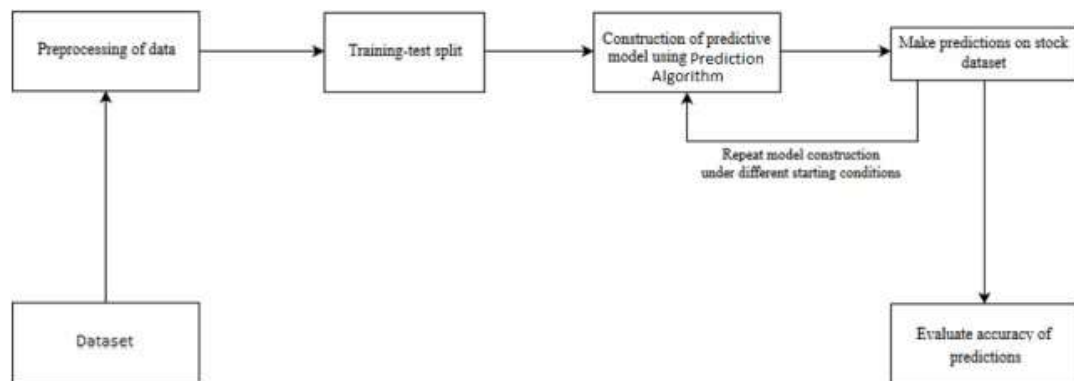 Preprocessing of data
Training-test split
Construction of predictive
model using Prediction
Algorithm
Make predictions on stock
dataset
Repeat model construction
under different starting conditions
Dataset
Evaluate accuracy of
predictions